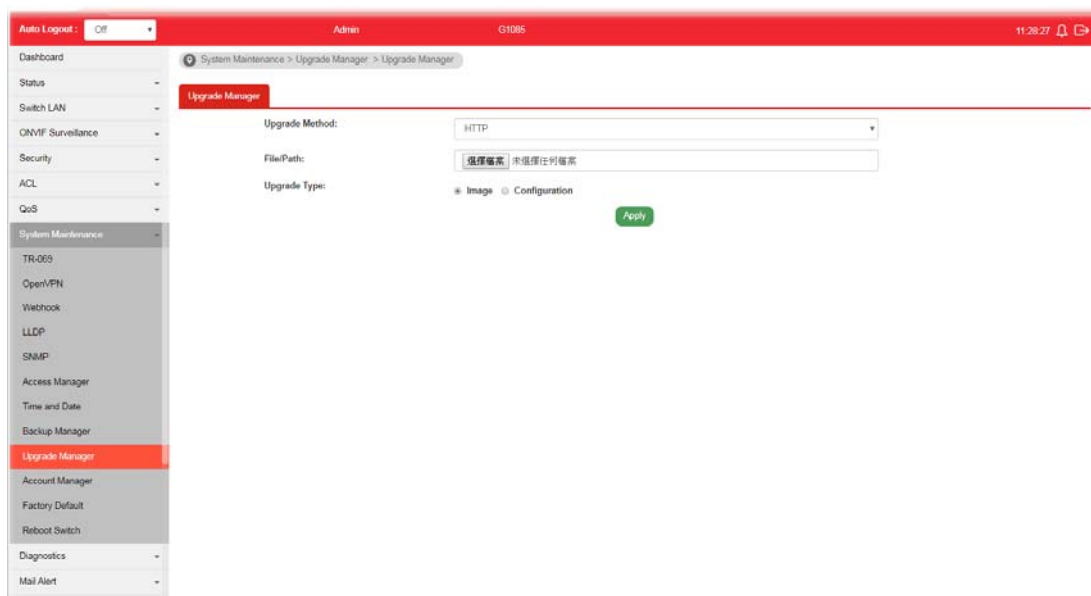 Auto Logout : Off Admin G1085 11:28:27
Dashboard
System Maintenance > Upgrade Manager > Upgrade Manager
Status
Switch LAN
ONVIF Surveillance
Security
ACL
QoS
System Maintenance
TR-069
OpenVPN
Webhook
LLDP
SNMP
Access Manager
Time and Date
Backup Manager
Upgrade Manager
Account Manager
Factory Default
Reboot Switch
Diagnostics
Mail Alert
Upgrade Manager
Upgrade Method: HTTP
File/Path: 選擇檔案 未選擇任何檔案
Upgrade Type: Image Configuration
Apply